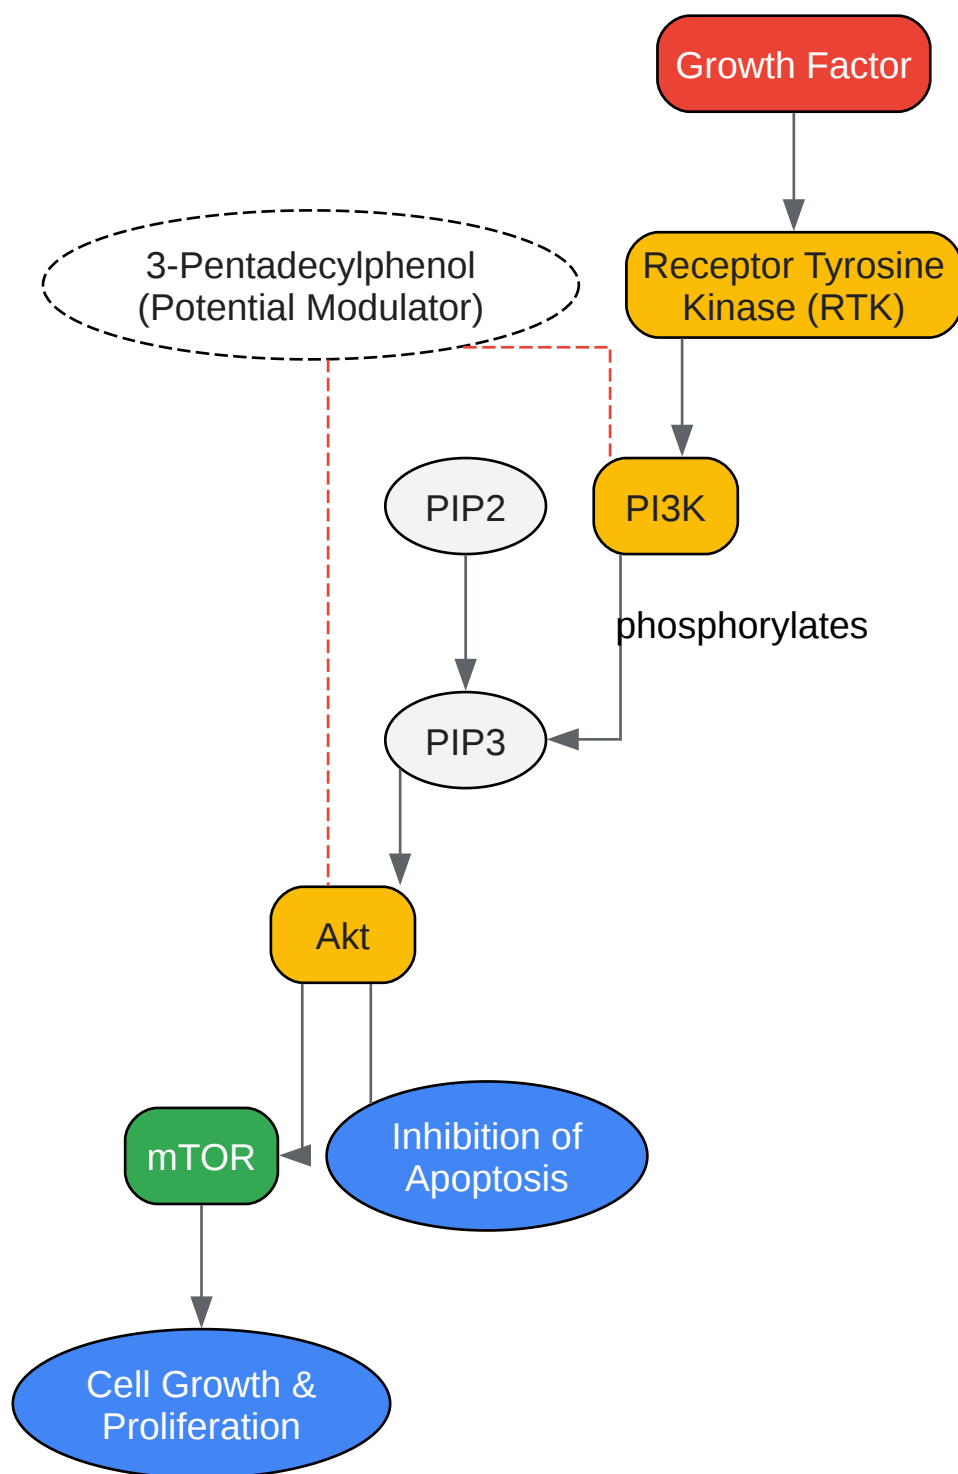 Growth Factor
3-Pentadecylphenol
(Potential Modulator)
Receptor Tyrosine
Kinase (RTK)
PIP2
PI3K
phosphorylates
PIP3
Akt
mTOR
Inhibition of
Apoptosis
Cell Growth &
Proliferation